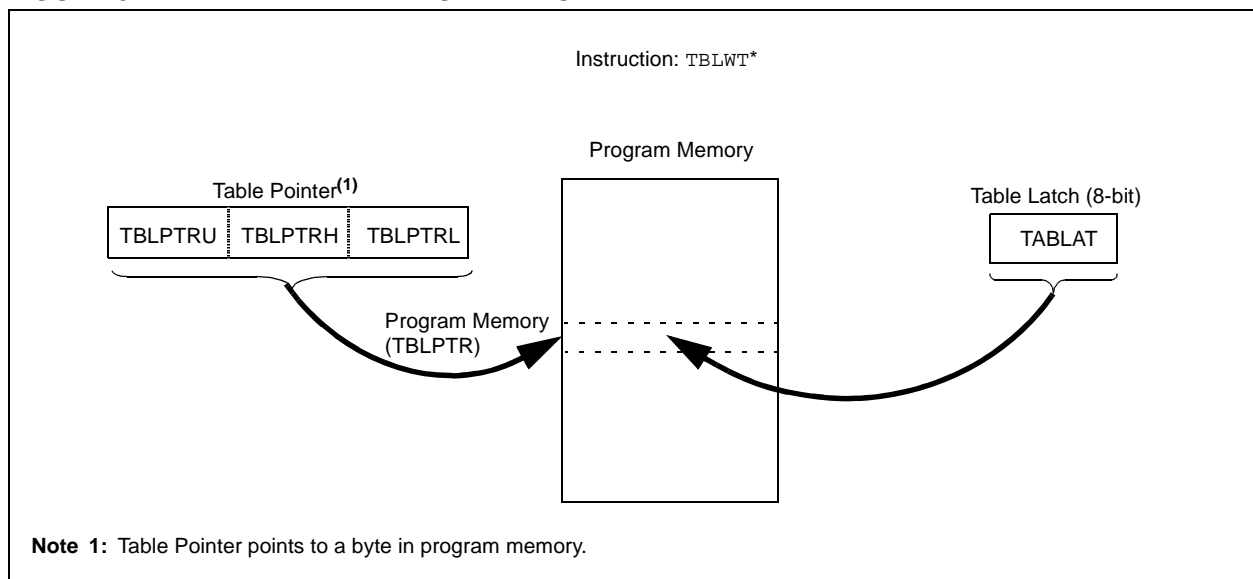 Instruction: TBLWT*
Program Memory
Table Pointer(1)
TBLPTRU TBLPTRH TBLPTRL
Table Latch (8-bit)
TABLAT
Program Memory
(TBLPTR)
Note 1: Table Pointer points to a byte in program memory.